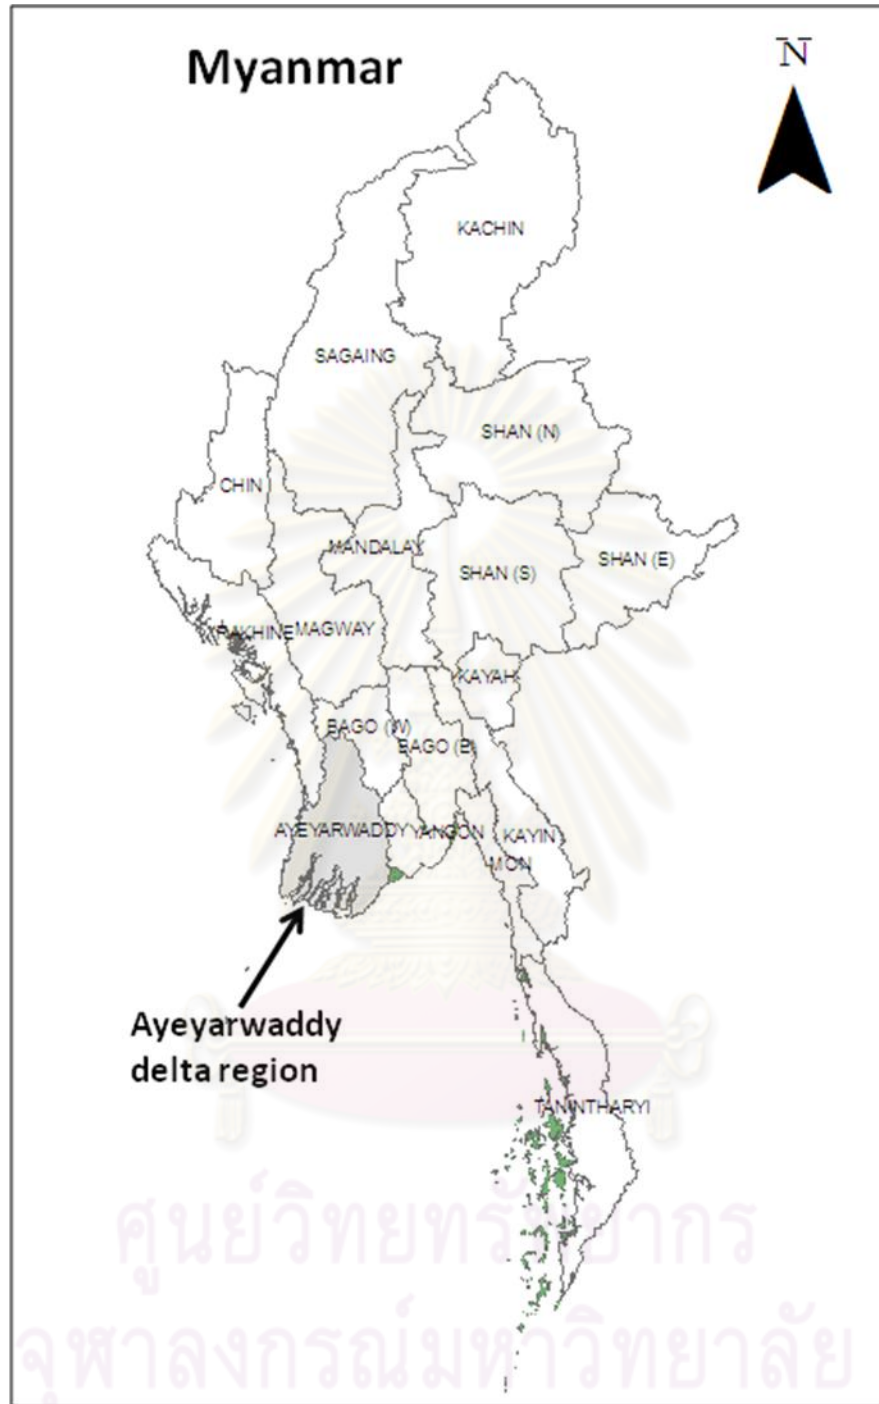 Myanmar
N
KACHIN
SAGAING
SHAN (N)
CHIN
MANDALAY
SHAN (S)
SHAN (E)
RAKHINE
MAGWAY
KAYAH
BAGO (W)
BAGO (E)
AYEYARWADDY
YANGON
KAYIN
MON
Ayeyarwaddy
delta region
TANINTHARYI
ศูนย์วิทยทรัพยากร
จุฬาลงกรณ์มหาวิทยาลัย